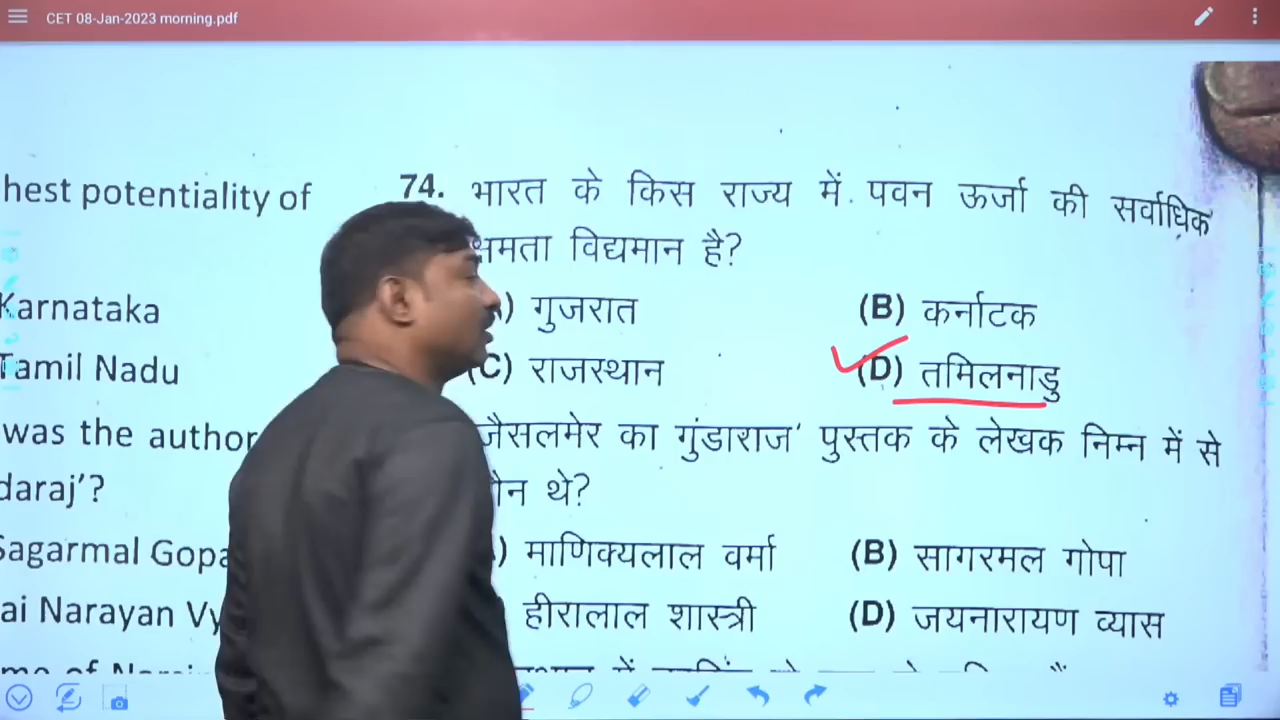 CET 08-Jan-2023 morning.pdf
hest potentiality of
74. भारत के किस राज्य में पवन ऊर्जा की सर्वाधिक
क्षमता विद्यमान है?
Karnataka
गुजरात
(B) कर्नाटक
Tamil Nadu
(C) राजस्थान
(D) तमिलनाडु
was the author
जैसलमेर का गुंडाराज' पुस्तक के लेखक निम्न में से
daraj'?
थे?
Sagarmal Gopa
माणिक्यलाल वर्मा
(B) सागरमल गोपा
ai Narayan Vy
हीरालाल शास्त्री
(D) जयनारायण व्यास